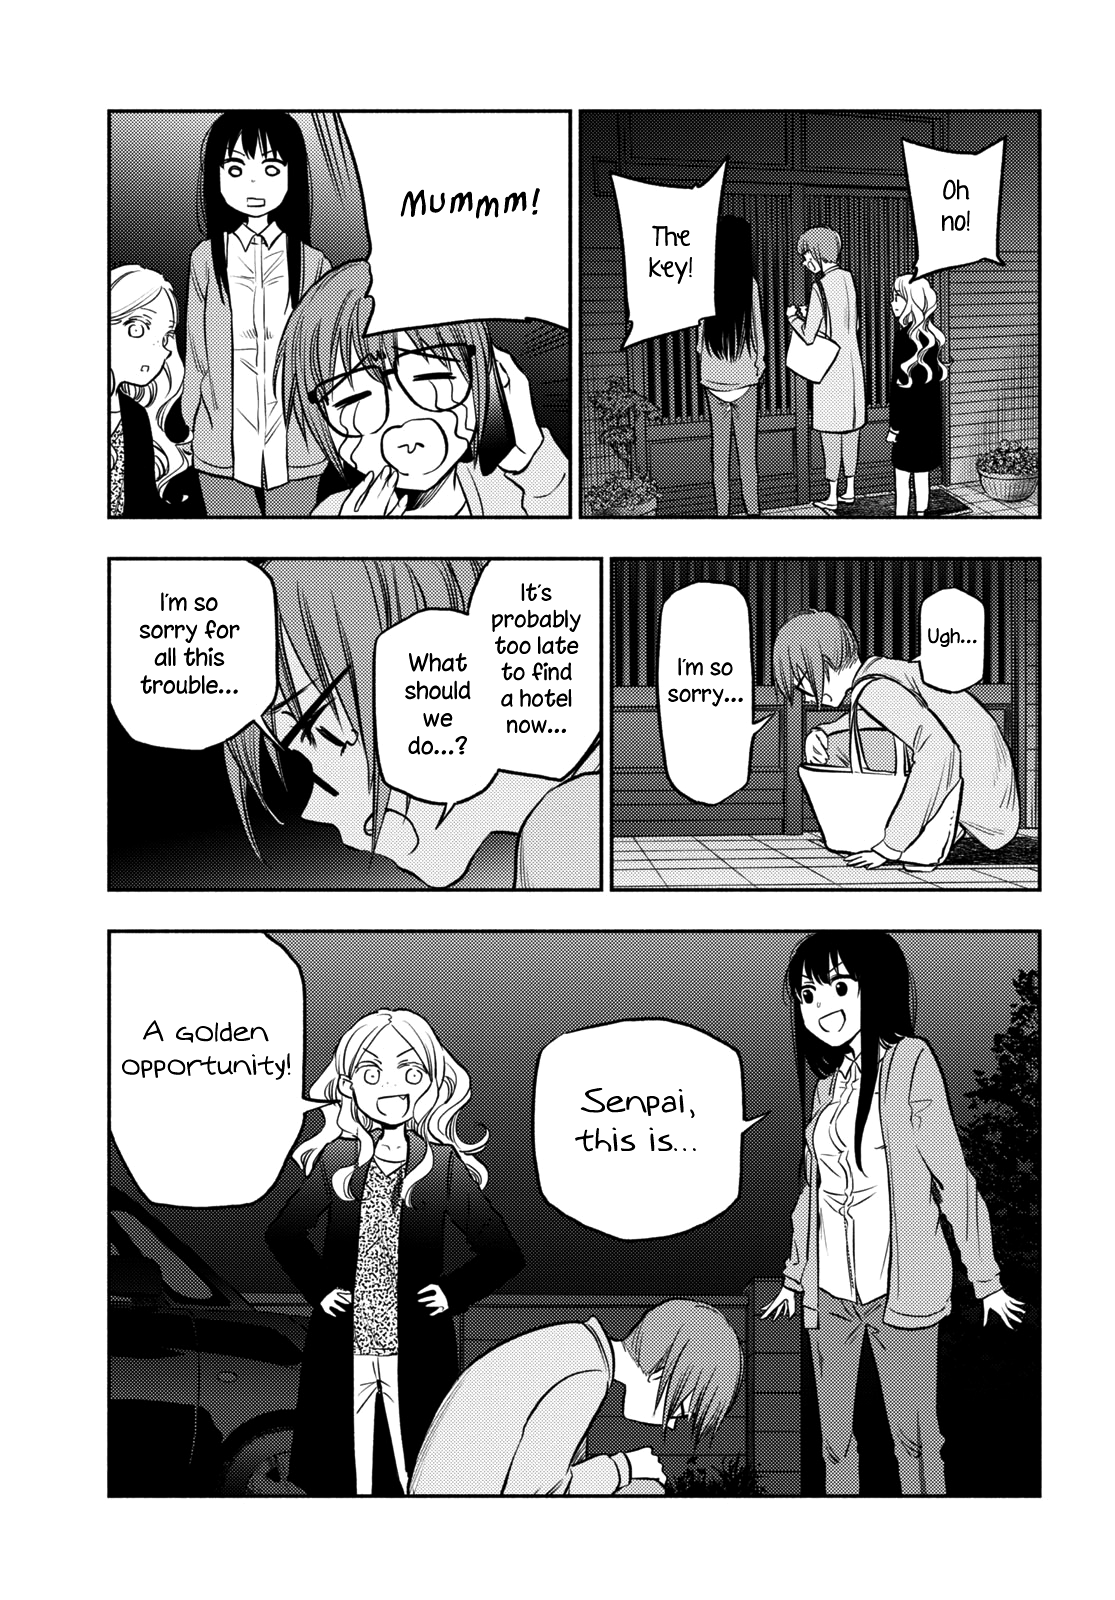 Oh
no!
The
key!
Mummm!
Ugh...
I'm so
sorry...
It's
probably
too late
to find
a hotel
now...
What
should
we
do...?
I'm so
sorry for
all this
trouble...
Senpai,
this is...
A golden
opportunity!